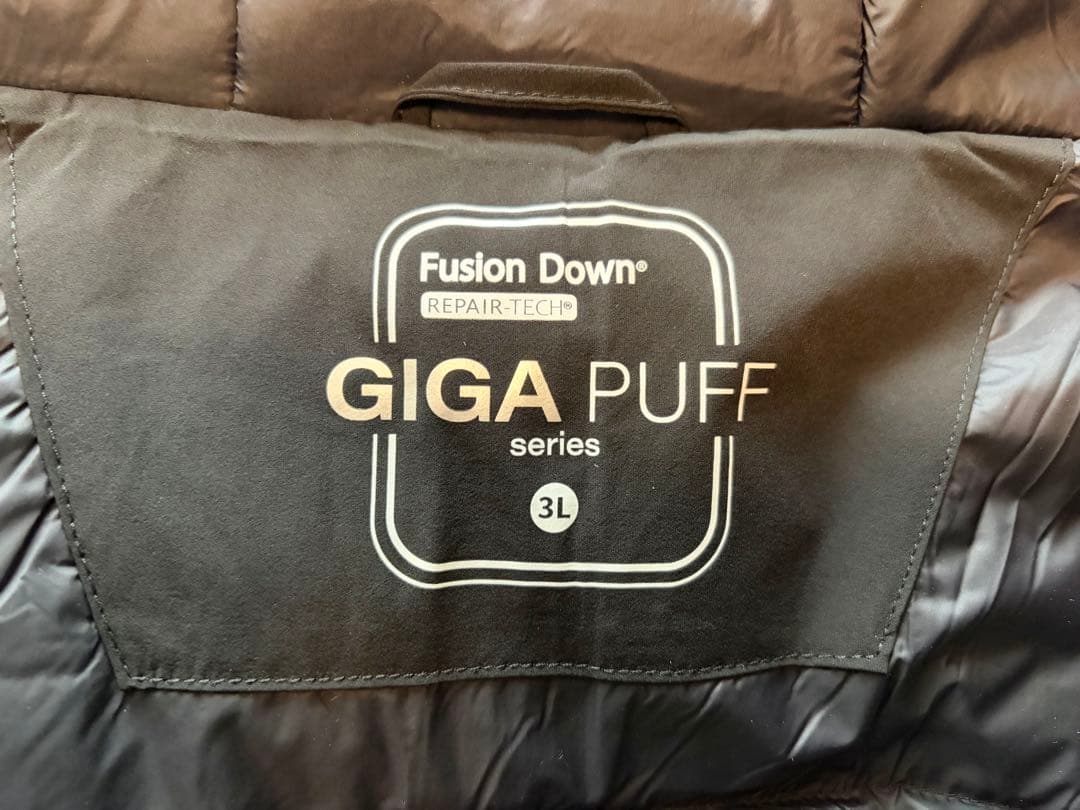 Fusion Down®
REPAIR-TECH®
GIGA PUFF
series
3L